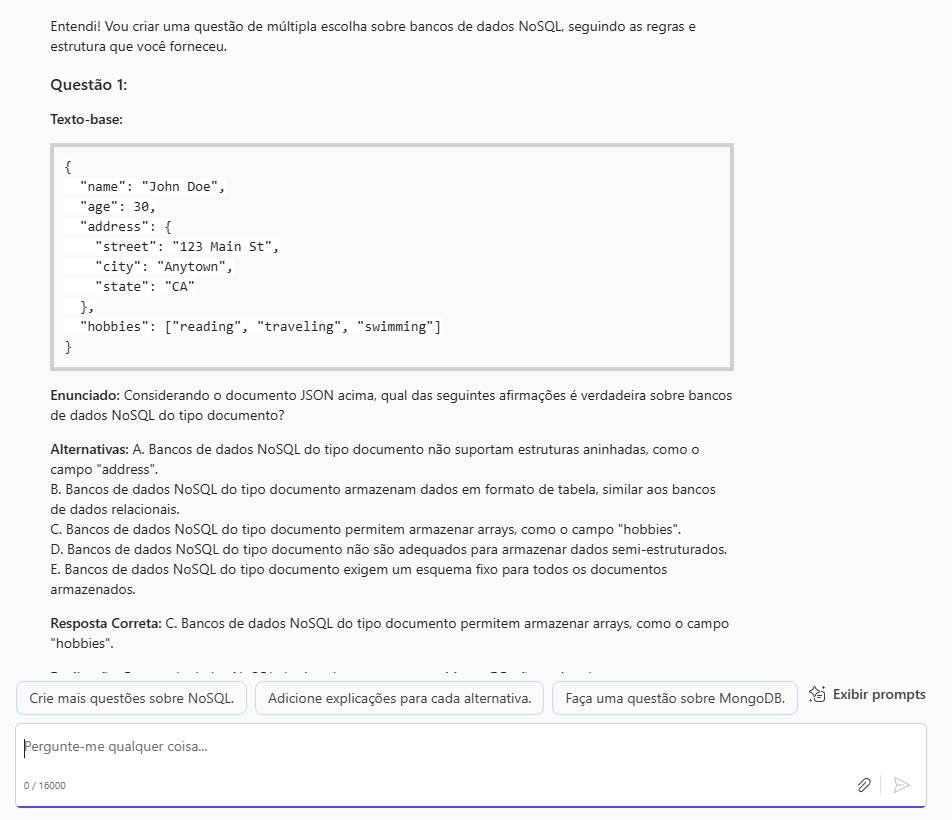 Entendi! Vou criar uma questão de múltipla escolha sobre bancos de dados NoSQL, seguindo as regras e
estrutura que você forneceu.
Questão 1:
Texto-base:
{
  "name": "John Doe",
  "age": 30,
  "address": {
    "street": "123 Main St",
    "city": "Anytown",
    "state": "CA"
  },
  "hobbies": ["reading", "traveling", "swimming"]
}
Enunciado: Considerando o documento JSON acima, qual das seguintes afirmações é verdadeira sobre bancos
de dados NoSQL do tipo documento?
Alternativas: A. Bancos de dados NoSQL do tipo documento não suportam estruturas aninhadas, como o
campo "address".
B. Bancos de dados NoSQL do tipo documento armazenam dados em formato de tabela, similar aos bancos
de dados relacionais.
C. Bancos de dados NoSQL do tipo documento permitem armazenar arrays, como o campo "hobbies".
D. Bancos de dados NoSQL do tipo documento não são adequados para armazenar dados semi-estruturados.
E. Bancos de dados NoSQL do tipo documento exigem um esquema fixo para todos os documentos
armazenados.
Resposta Correta: C. Bancos de dados NoSQL do tipo documento permitem armazenar arrays, como o campo
"hobbies".
Crie mais questões sobre NoSQL.
Adicione explicações para cada alternativa.
Faça uma questão sobre MongoDB.
Exibir prompts
Pergunte-me qualquer coisa...
0 / 16000